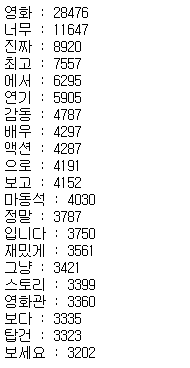 영화 : 28476
너무 : 11647
진짜 : 8920
최고 : 7557
에서 : 6295
연기 : 5905
감동 : 4787
배우 : 4297
액션 : 4287
으로 : 4191
보고 : 4152
마동석 : 4030
정말 : 3787
입니다 : 3750
재밌게 : 3561
그냥 : 3421
스토리 : 3399
영화관 : 3360
보다 : 3335
탑건 : 3323
보세요 : 3202